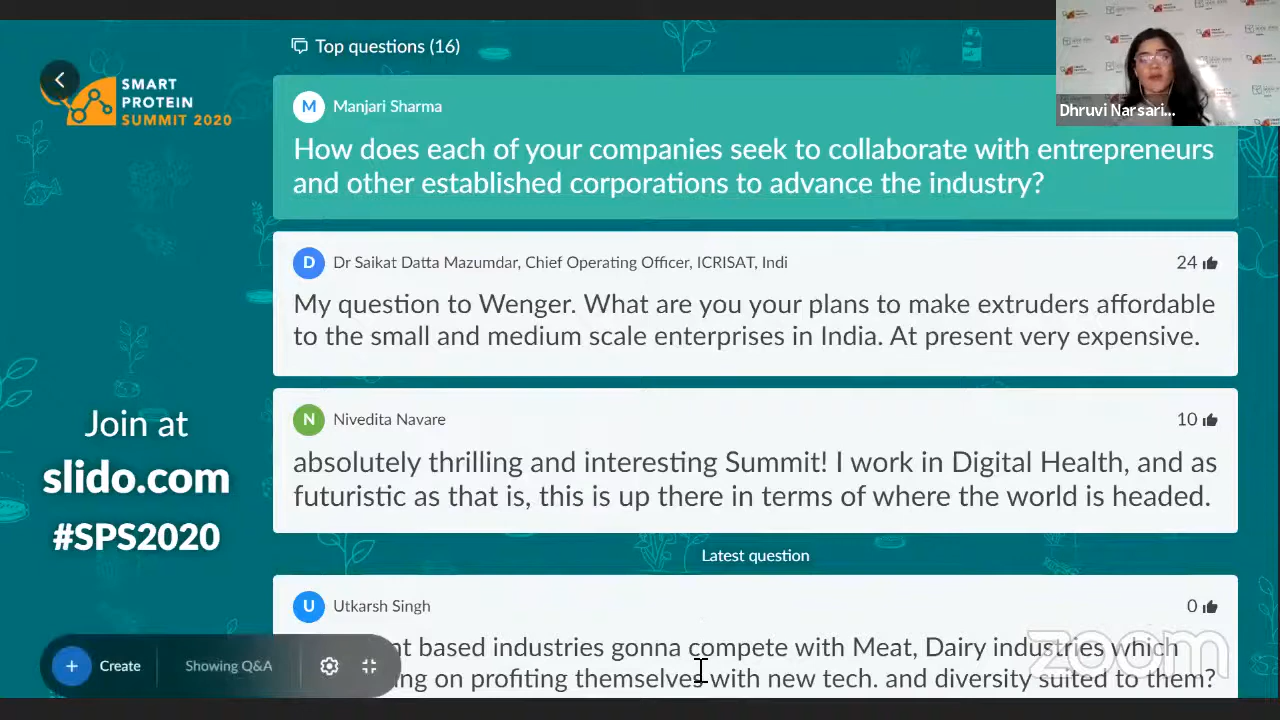 Top questions (16)
SMART
PROTEIN
SUMMIT 2020
M Manjari Sharma
How does each of your companies seek to collaborate with entrepreneurs
and other established corporations to advance the industry?
Dhruvi Narsari...
D Dr Saikat Datta Mazumdar, Chief Operating Officer, ICRISAT, Indi 24
My question to Wenger. What are you your plans to make extruders affordable
to the small and medium scale enterprises in India. At present very expensive.
N Nivedita Navare 10
absolutely thrilling and interesting Summit! I work in Digital Health, and as
futuristic as that is, this is up there in terms of where the world is headed.
Join at
slido.com
#SPS2020
Latest question
U Utkarsh Singh 0
based industries gonna compete with Meat, Dairy industries which
on profiting themselves with new tech. and diversity suited to them?
+ Create Showing Q&A
zoom